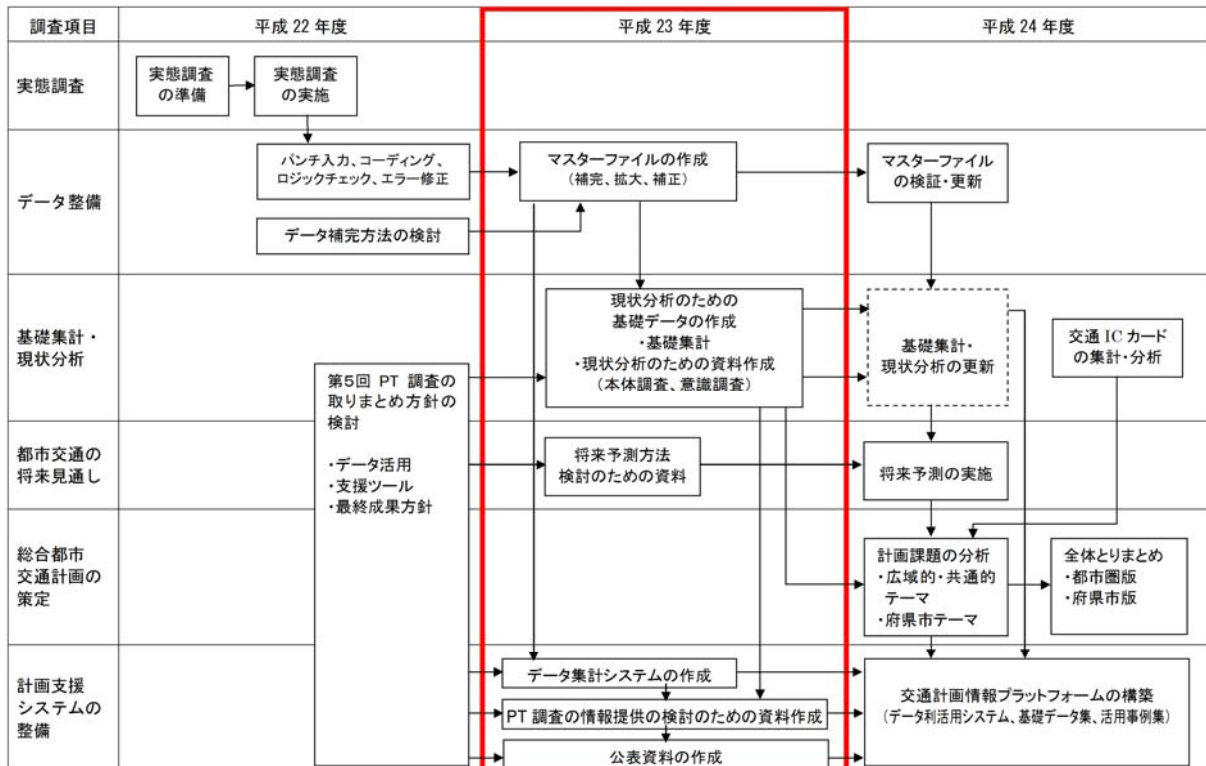 調査項目
平成22年度
平成23年度
平成24年度
実態調査
実態調査
の準備
実態調査
の実施
データ整備
パンチ入力、コーディング、
ロジックチェック、エラー修正
データ補完方法の検討
マスターファイルの作成
（補完、拡大、補正）
マスターファイル
の検証・更新
基礎集計・
現状分析
第5回 PT 調査の
取りまとめ方針の
検討
・データ活用
・支援ツール
・最終成果方針
現状分析のための
基礎データの作成
・基礎集計
・現状分析のための資料作成
（本体調査、意識調査）
基礎集計・
現状分析の更新
交通 IC カード
の集計・分析
都市交通の
将来見通し
将来予測方法
検討のための資料
将来予測の実施
総合都市
交通計画の
策定
計画課題の分析
・広域的・共通的
テーマ
・府県市テーマ
全体とりまとめ
・都市圏版
・府県市版
計画支援
システムの
整備
データ集計システムの作成
PT 調査の情報提供の検討のための資料作成
公表資料の作成
交通計画情報プラットフォームの構築
（データ利活用システム、基礎データ集、活用事例集）